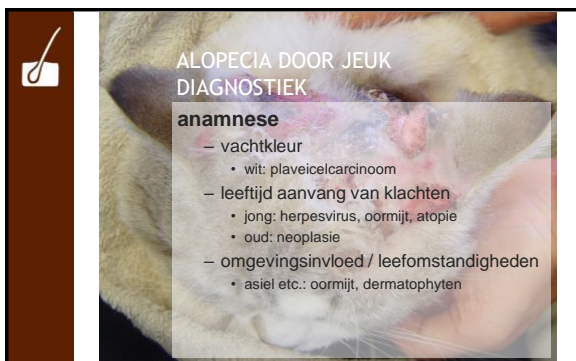 ALOPECIA DOOR JEUK
DIAGNOSTIEK
anamnese
– vachtkleur
• wit: plaveicelcarcinoom
– leeftijd aanvang van klachten
• jong: herpesvirus, oormijt, atopie
• oud: neoplasie
– omgevingsinvloed / leefomstandigheden
• asiel etc.: oormijt, dermatophyten